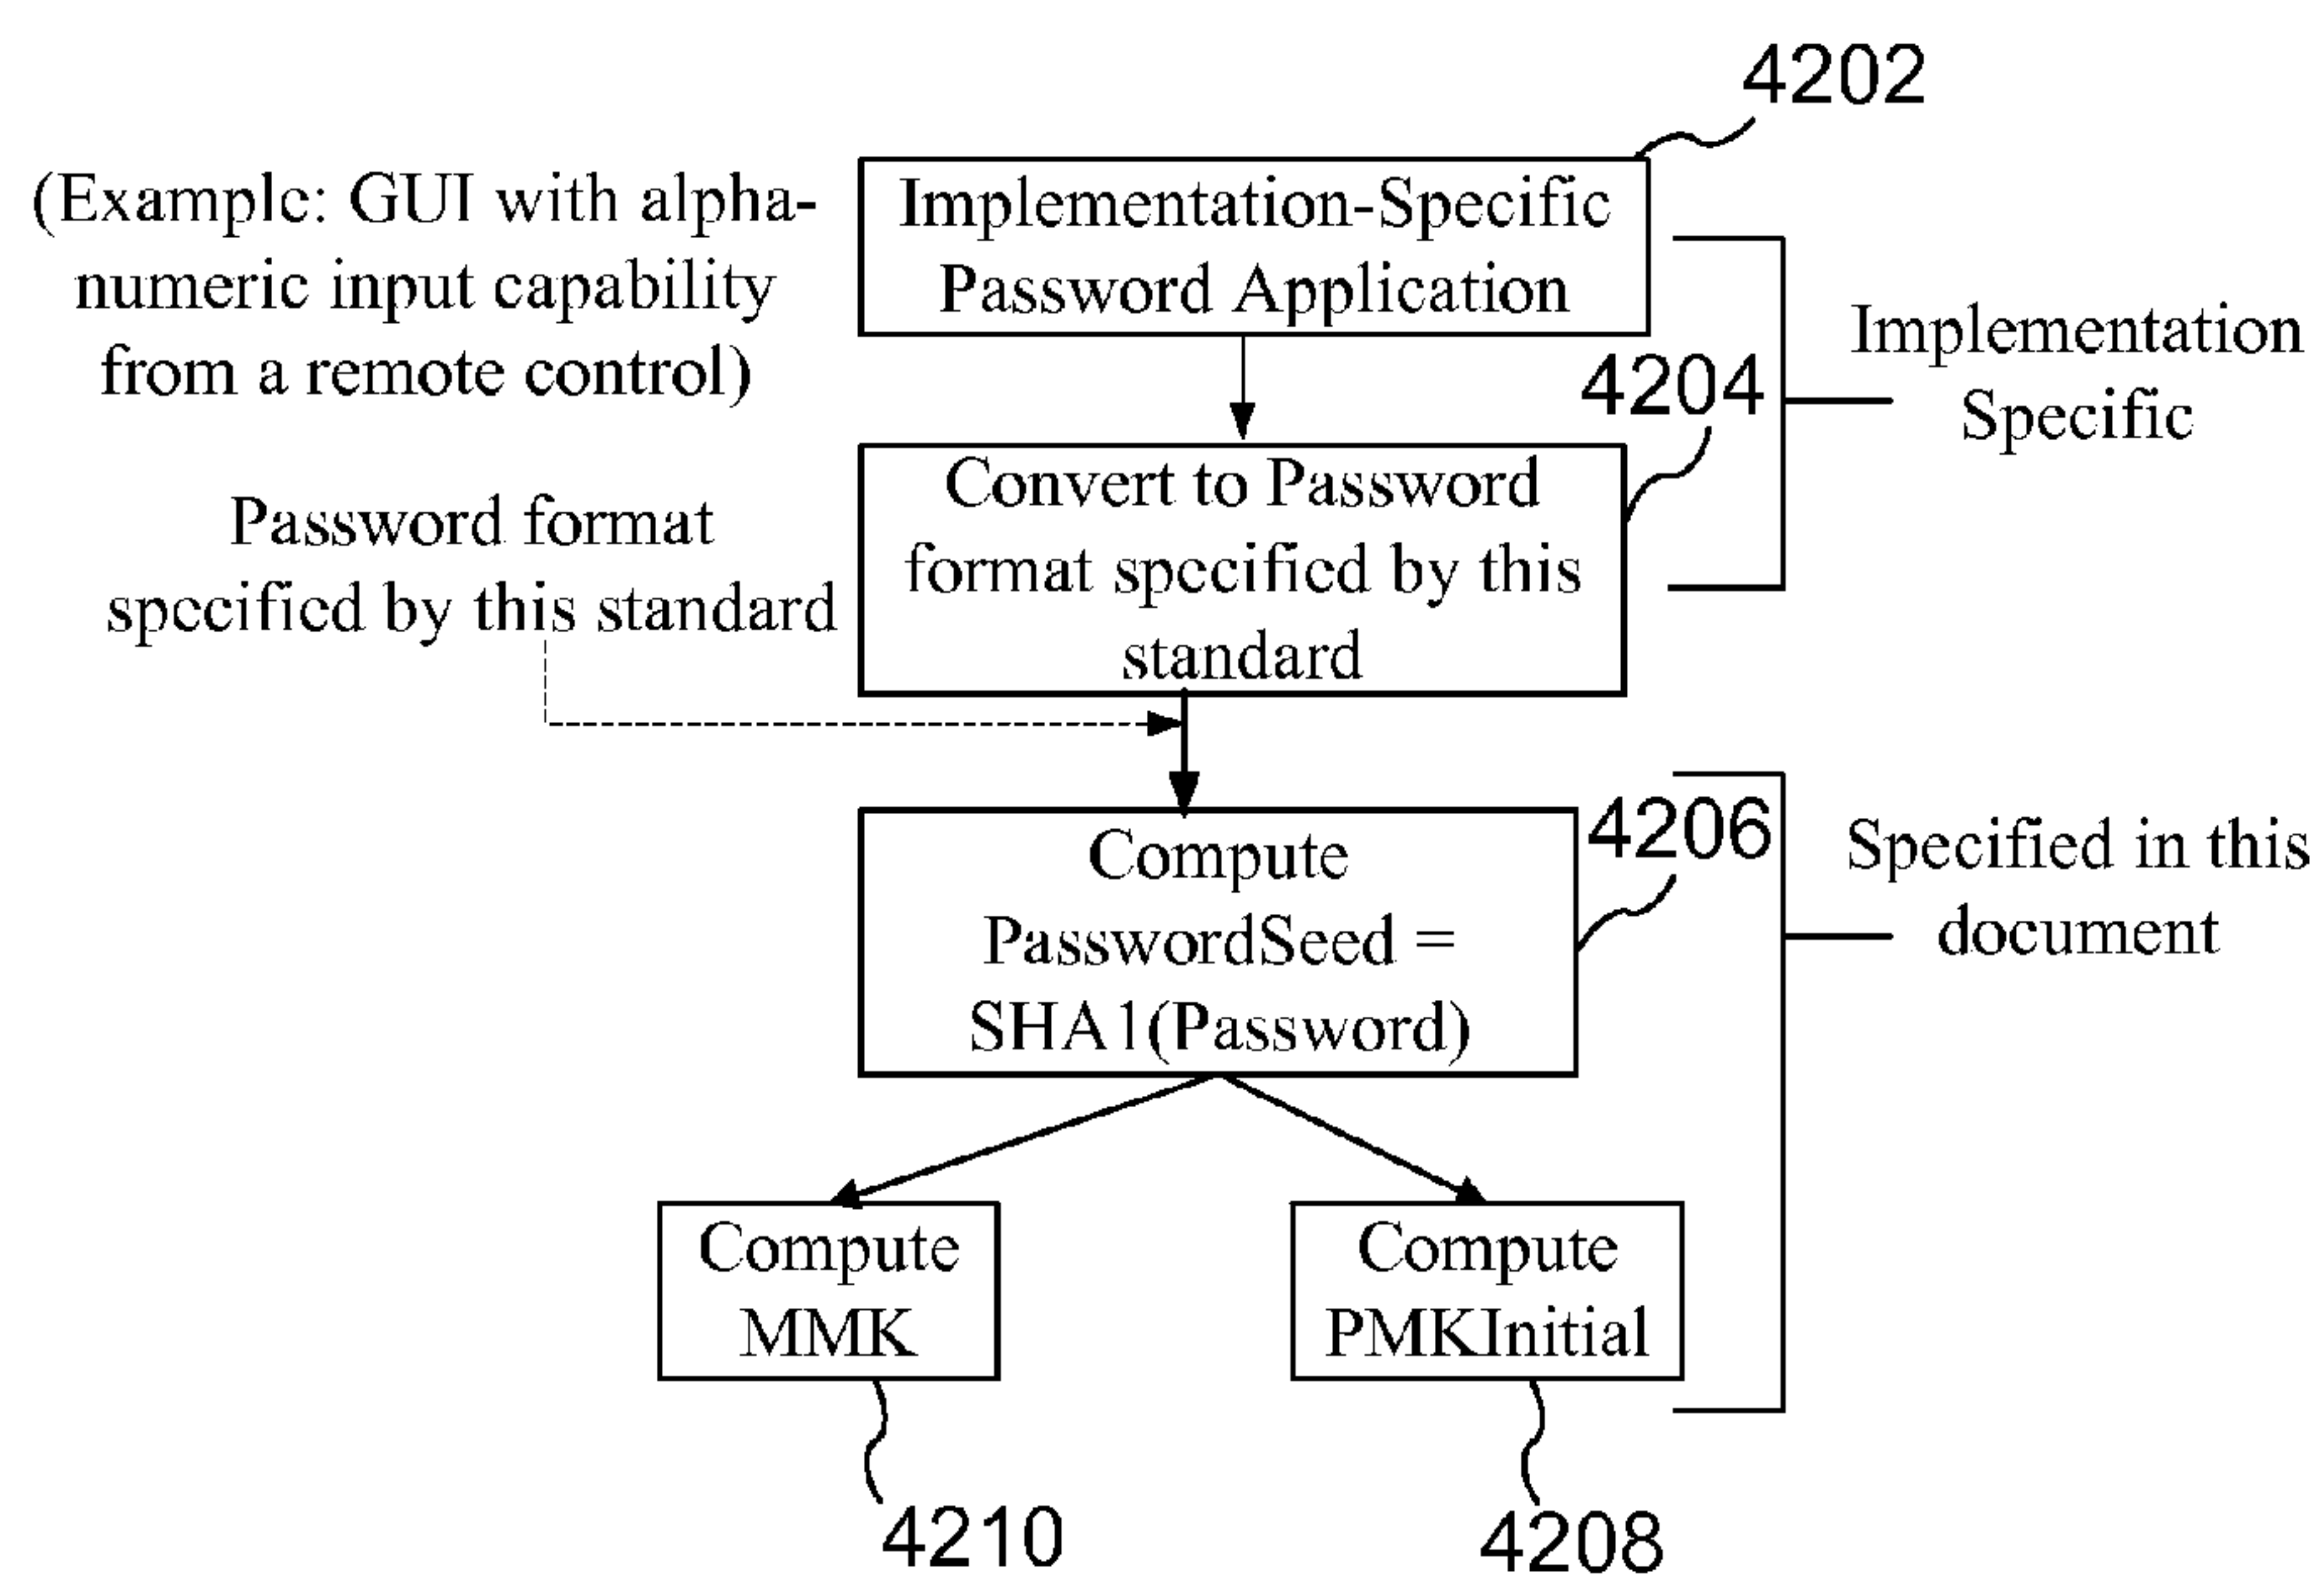 4202
(Example: GUI with alpha-
numeric input capability
from a remote control)
Implementation-Specific
Password Application
Implementation
Specific
4204
Convert to Password
format specified by this
standard
Password format
specified by this standard
4206
Compute
PasswordSeed =
SHA1(Password)
Specified in this
document
Compute
MMK
Compute
PMKInitial
4210
4208